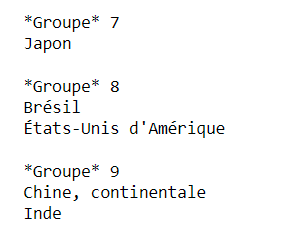 *Groupe* 7
Japon
*Groupe* 8
Brésil
États-Unis d'Amérique
*Groupe* 9
Chine, continentale
Inde